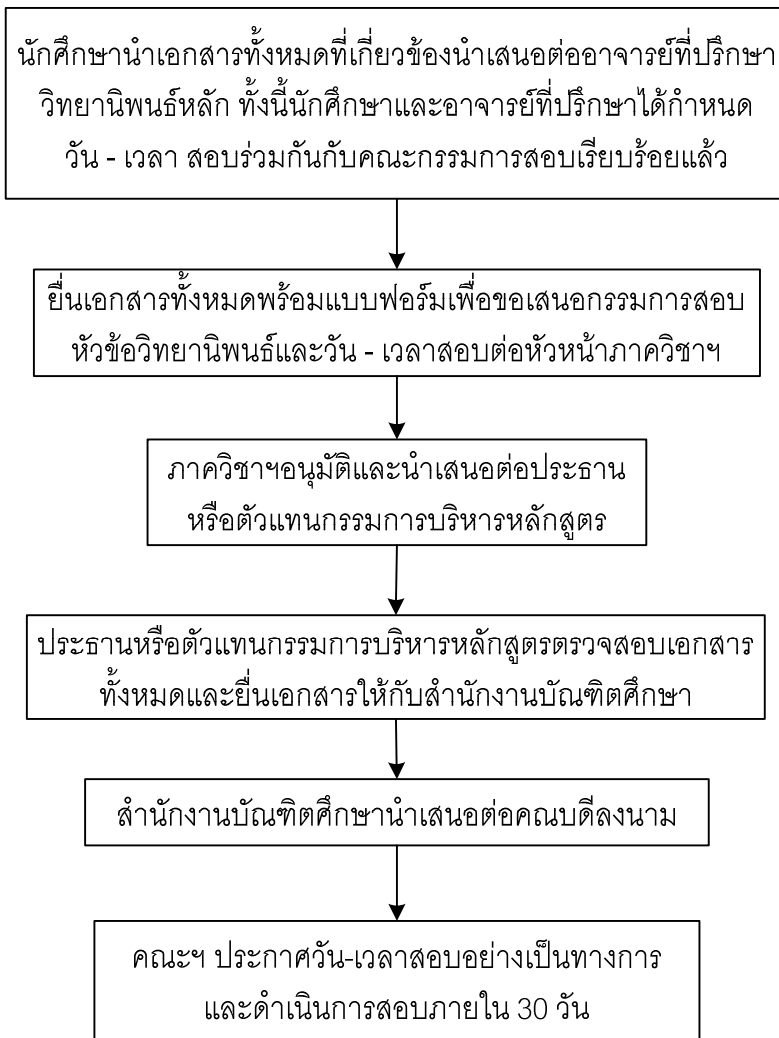 นักศึกษานำเอกสารทั้งหมดที่เกี่ยวข้องนำเสนอต่ออาจารย์ที่ปรึกษา
วิทยานิพนธ์หลัก ทั้งนี้นักศึกษาและอาจารย์ที่ปรึกษาได้กำหนด
วัน - เวลา สอบร่วมกันกับคณะกรรมการสอบเรียบร้อยแล้ว
ยื่นเอกสารทั้งหมดพร้อมแบบฟอร์มเพื่อขอเสนอกรรมการสอบ
หัวข้อวิทยานิพนธ์และวัน - เวลาสอบต่อหัวหน้าภาควิชาฯ
ภาควิชาฯอนุมัติและนำเสนอต่อประธาน
หรือตัวแทนกรรมการบริหารหลักสูตร
ประธานหรือตัวแทนกรรมการบริหารหลักสูตรตรวจสอบเอกสาร
ทั้งหมดและยื่นเอกสารให้กับสำนักงานบัณฑิตศึกษา
สำนักงานบัณฑิตศึกษานำเสนอต่อคณบดีลงนาม
คณะฯ ประกาศวัน-เวลาสอบอย่างเป็นทางการ
และดำเนินการสอบภายใน 30 วัน